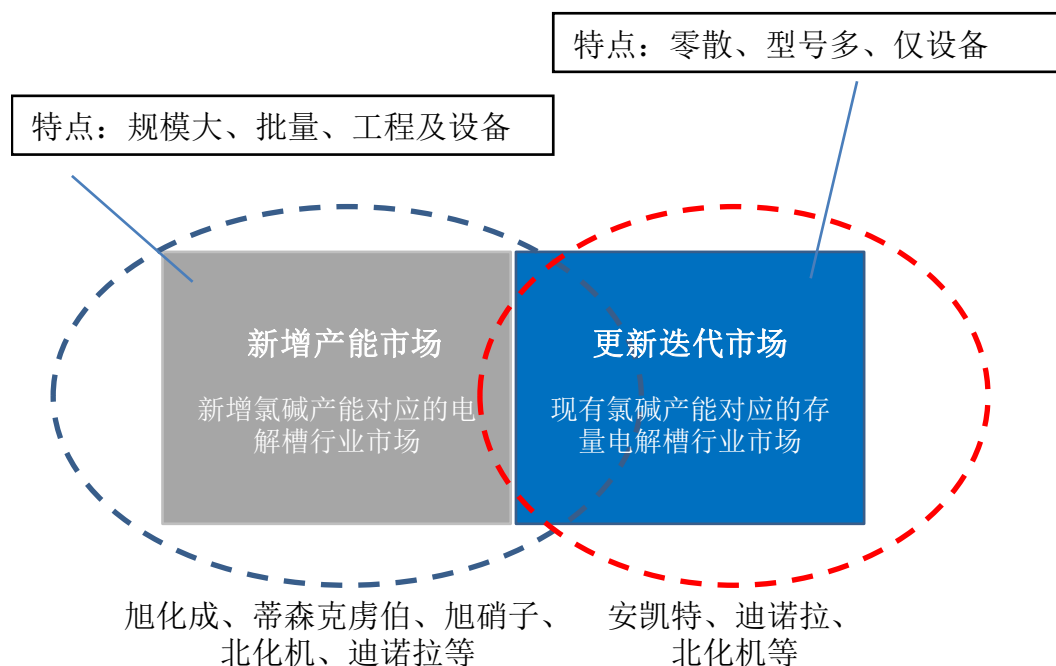 特点：零散、型号多、仅设备
特点：规模大、批量、工程及设备
新增产能市场
新增氯碱产能对应的电
解槽行业市场
更新迭代市场
现有氯碱产能对应的存
量电解槽行业市场
旭化成、蒂森克虏伯、旭硝子、
北化机、迪诺拉等
安凯特、迪诺拉、
北化机等